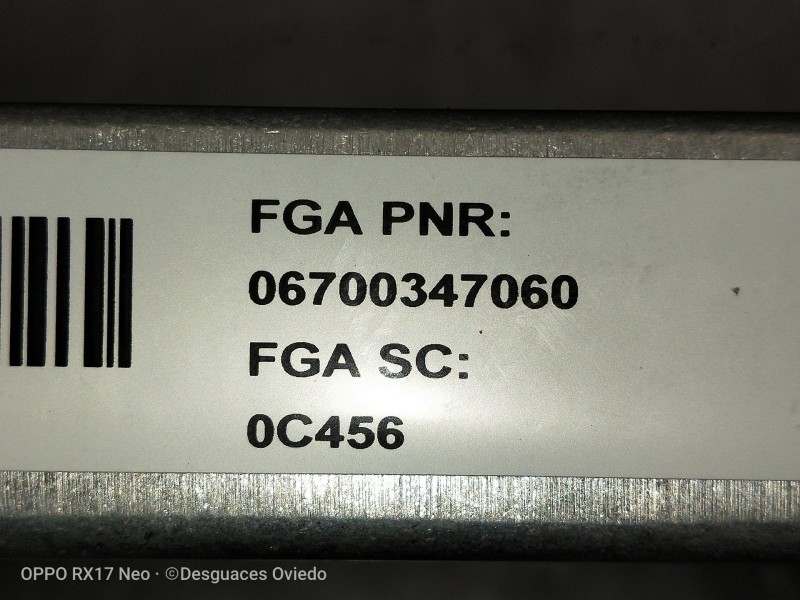 FGA PNR:
06700347060
FGA SC:
0C456
OPPO RX17 Neo · ©Desguaces Oviedo